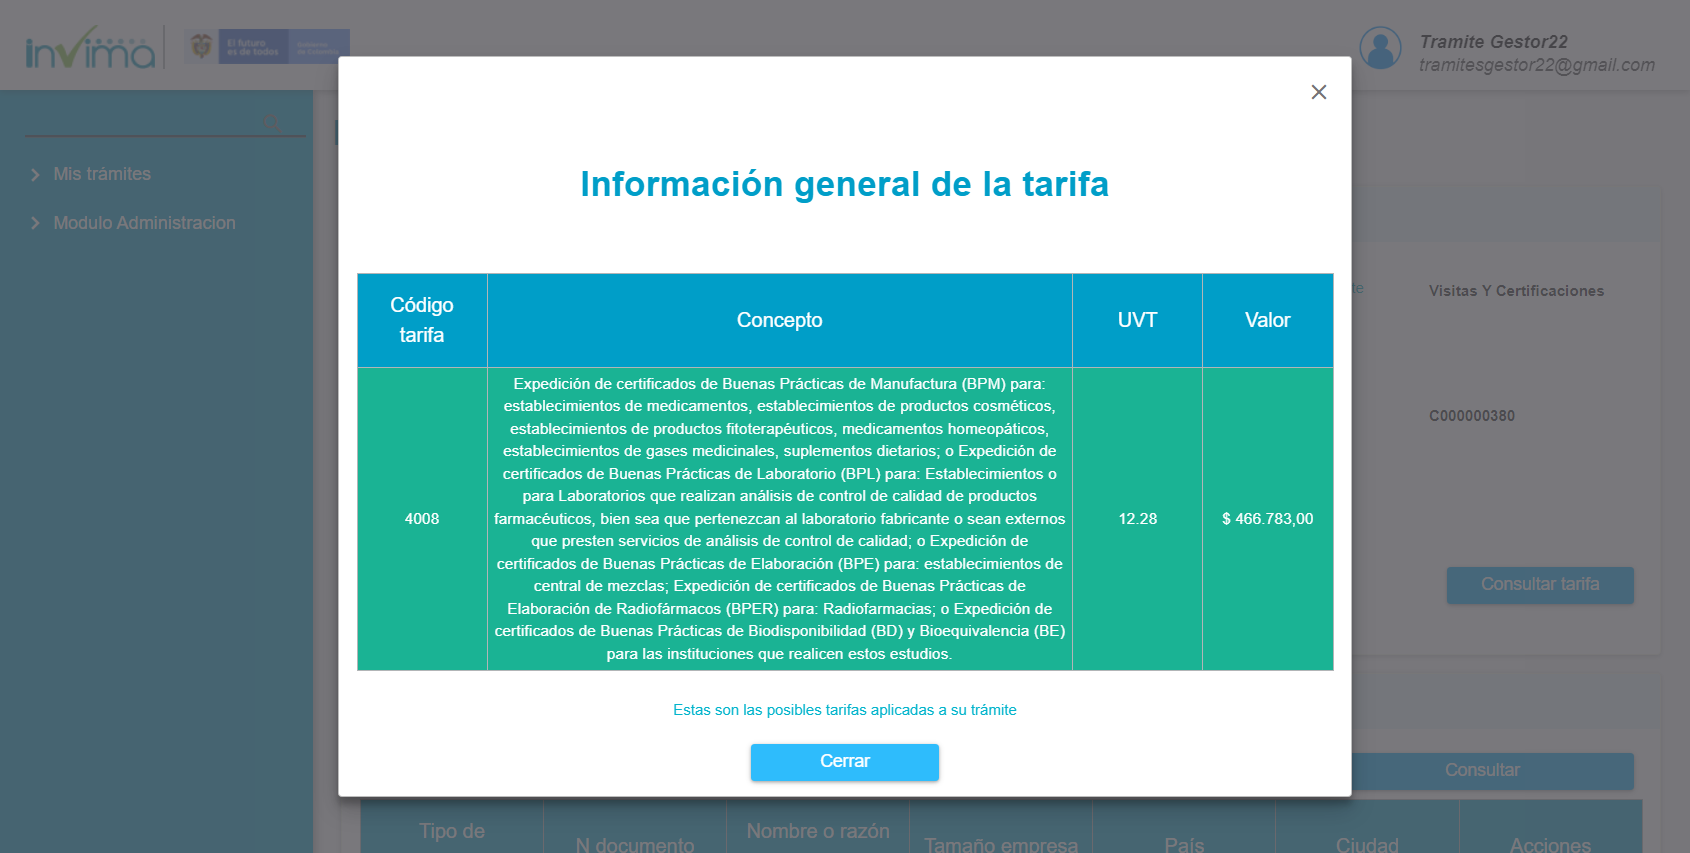 invima
El futuro
es de todos
Gobierno
de Colombia
Tramite Gestor22
tramitesgestor22@gmail.com
Mis trámites
Modulo Administracion
Información general de la tarifa
Código
tarifa
Concepto
UVT
Valor
4008
Expedición de certificados de Buenas Prácticas de Manufactura (BPM) para:
establecimientos de medicamentos, establecimientos de productos cosméticos,
establecimientos de productos fitoterapéuticos, medicamentos homeopáticos,
establecimientos de gases medicinales, suplementos dietarios; o Expedición de
certificados de Buenas Prácticas de Laboratorio (BPL) para: Establecimientos o
para Laboratorios que realizan análisis de control de calidad de productos
farmacéuticos, bien sea que pertenezcan al laboratorio fabricante o sean externos
que presten servicios de análisis de control de calidad; o Expedición de
certificados de Buenas Prácticas de Elaboración (BPE) para: establecimientos de
central de mezclas; Expedición de certificados de Buenas Prácticas de
Elaboración de Radiofármacos (BPER) para: Radiofarmacias; o Expedición de
certificados de Buenas Prácticas de Biodisponibilidad (BD) y Bioequivalencia (BE)
para las instituciones que realicen estos estudios.
12.28
$ 466.783,00
Estas son las posibles tarifas aplicadas a su trámite
Cerrar
te
Visitas Y Certificaciones
C000000380
Consultar tarifa
Consultar
Tipo de
N documento
Nombre o razón
Tamaño empresa
País
Ciudad
Acciones